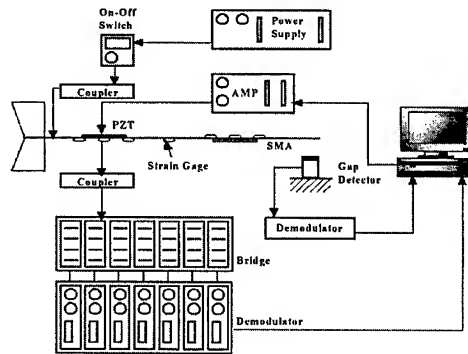 On-Off
Switch
Power
Supply
Coupler
AMP
PZT
SMA
Strain Gage
Gap
Detector
Coupler
Demodulator
Bridge
Demodulator